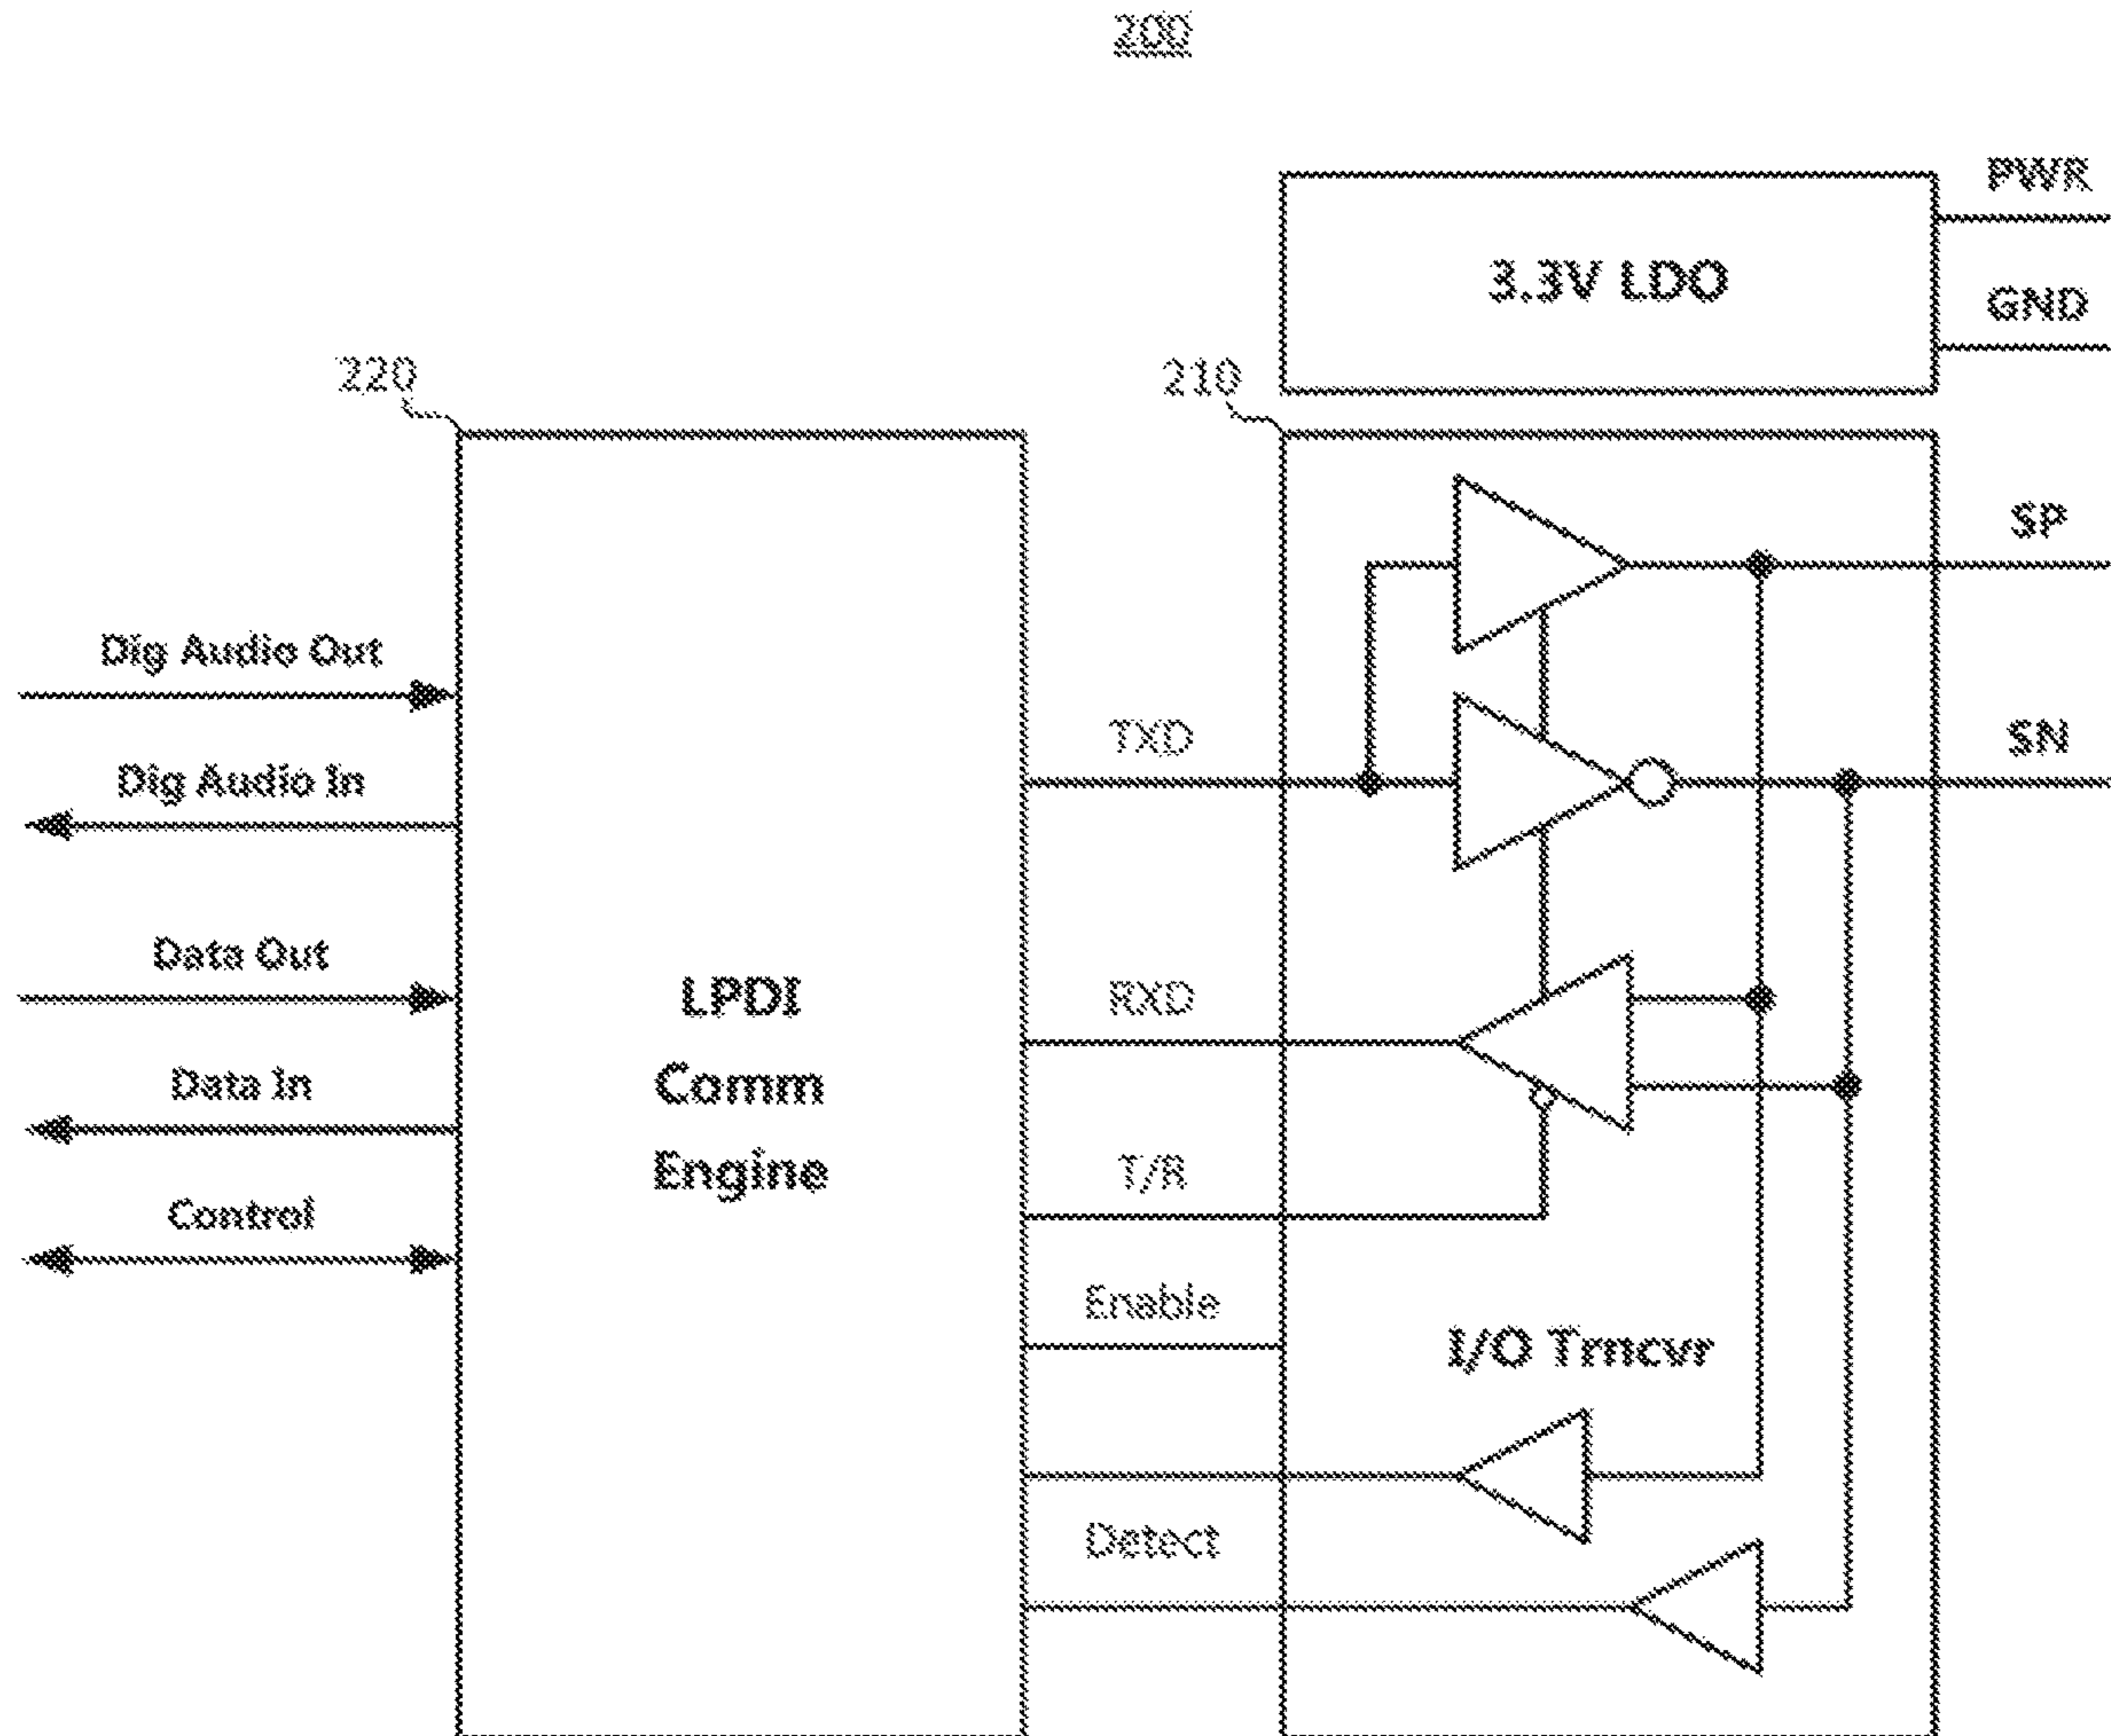 200
PWR
3.3V LDO
GND
220
210
SP
Dig Audio Out
TXD
SN
Dig Audio In
Data Out
LPDI
Comm
Engine
RXD
Data In
T/R
Control
Enable
I/O Trncvr
Detect